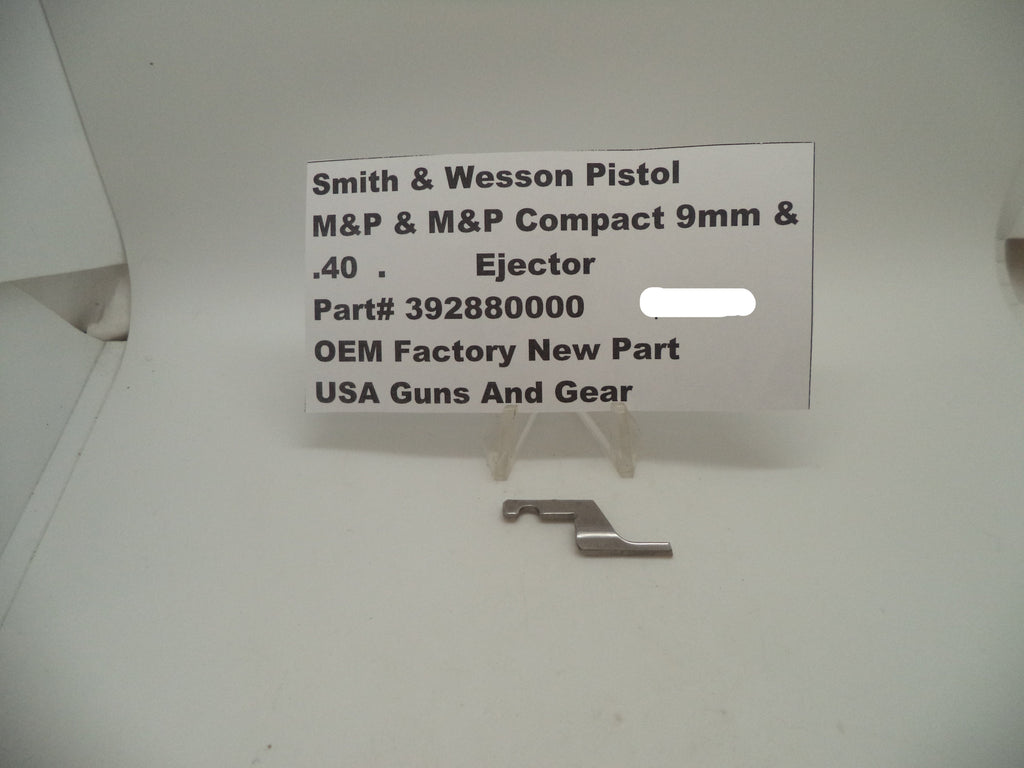 Smith & Wesson Pistol
M&P & M&P Compact 9mm &
.40 . Ejector
Part# 392880000
OEM Factory New Part
USA Guns And Gear